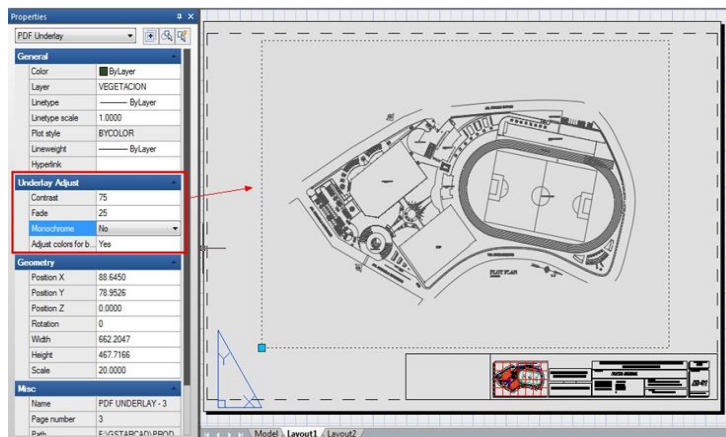 Properties
PDF Underlay
General
Color ByLayer
Layer VEGETACION
Linetype ByLayer
Linetype scale 1.0000
Plot style BYCOLOR
Lineweight ByLayer
Hyperlink
Underlay Adjust
Contrast 75
Fade 25
Monochrome No
Adjust colors for b... Yes
Geometry
Position X 88.6450
Position Y 78.9526
Position Z 0.0000
Rotation 0
Width 662.2047
Height 467.7166
Scale 20.0000
Misc
Name PDF UNDERLAY - 3
Page number 3
Path E:\GSTARCAD\PROD
PLOT PLAN
Y
X
Model Layout1 Layout2